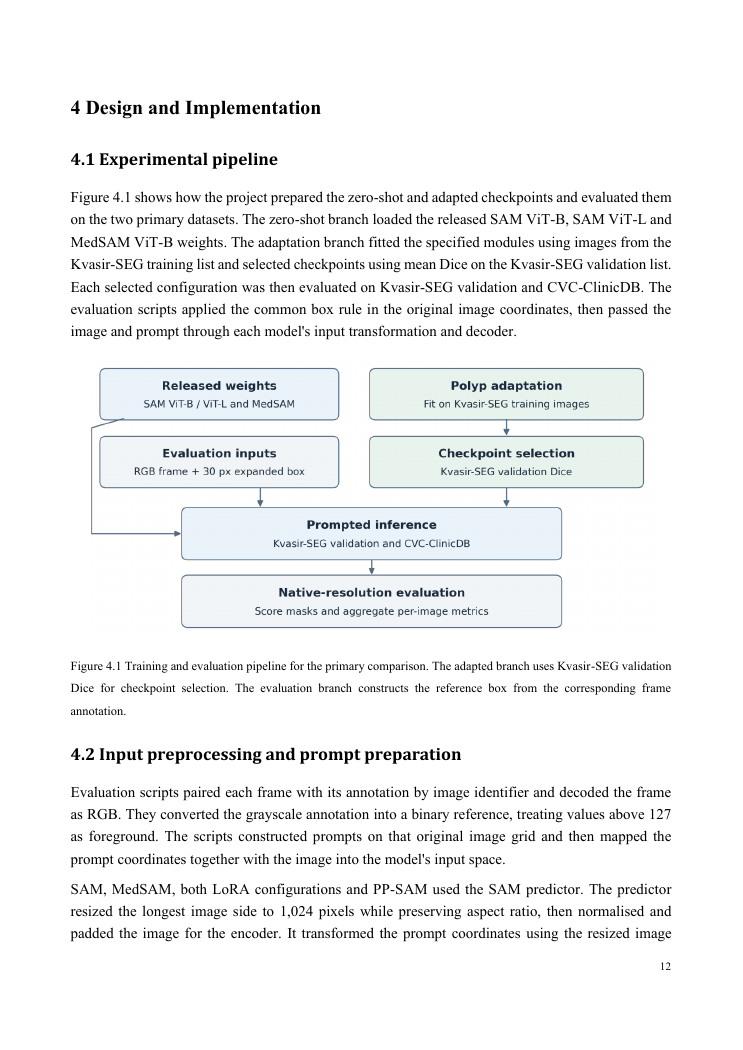 4 Design and Implementation
4.1 Experimental pipeline
Figure 4.1 shows how the project prepared the zero-shot and adapted checkpoints and evaluated them
on the two primary datasets. The zero-shot branch loaded the released SAM ViT-B, SAM ViT-L and
MedSAM ViT-B weights. The adaptation branch fitted the specified modules using images from the
Kvasir-SEG training list and selected checkpoints using mean Dice on the Kvasir-SEG validation list.
Each selected configuration was then evaluated on Kvasir-SEG validation and CVC-ClinicDB. The
evaluation scripts applied the common box rule in the original image coordinates, then passed the
image and prompt through each model's input transformation and decoder.
Released weights
SAM ViT-B / ViT-L and MedSAM
Polyp adaptation
Fit on Kvasir-SEG training images
Evaluation inputs
RGB frame + 30 px expanded box
Checkpoint selection
Kvasir-SEG validation Dice
Prompted inference
Kvasir-SEG validation and CVC-ClinicDB
Native-resolution evaluation
Score masks and aggregate per-image metrics
Figure 4.1 Training and evaluation pipeline for the primary comparison. The adapted branch uses Kvasir-SEG validation
Dice for checkpoint selection. The evaluation branch constructs the reference box from the corresponding frame
annotation.
4.2 Input preprocessing and prompt preparation
Evaluation scripts paired each frame with its annotation by image identifier and decoded the frame
as RGB. They converted the grayscale annotation into a binary reference, treating values above 127
as foreground. The scripts constructed prompts on that original image grid and then mapped the
prompt coordinates together with the image into the model's input space.
SAM, MedSAM, both LoRA configurations and PP-SAM used the SAM predictor. The predictor
resized the longest image side to 1,024 pixels while preserving aspect ratio, then normalised and
padded the image for the encoder. It transformed the prompt coordinates using the resized image
12